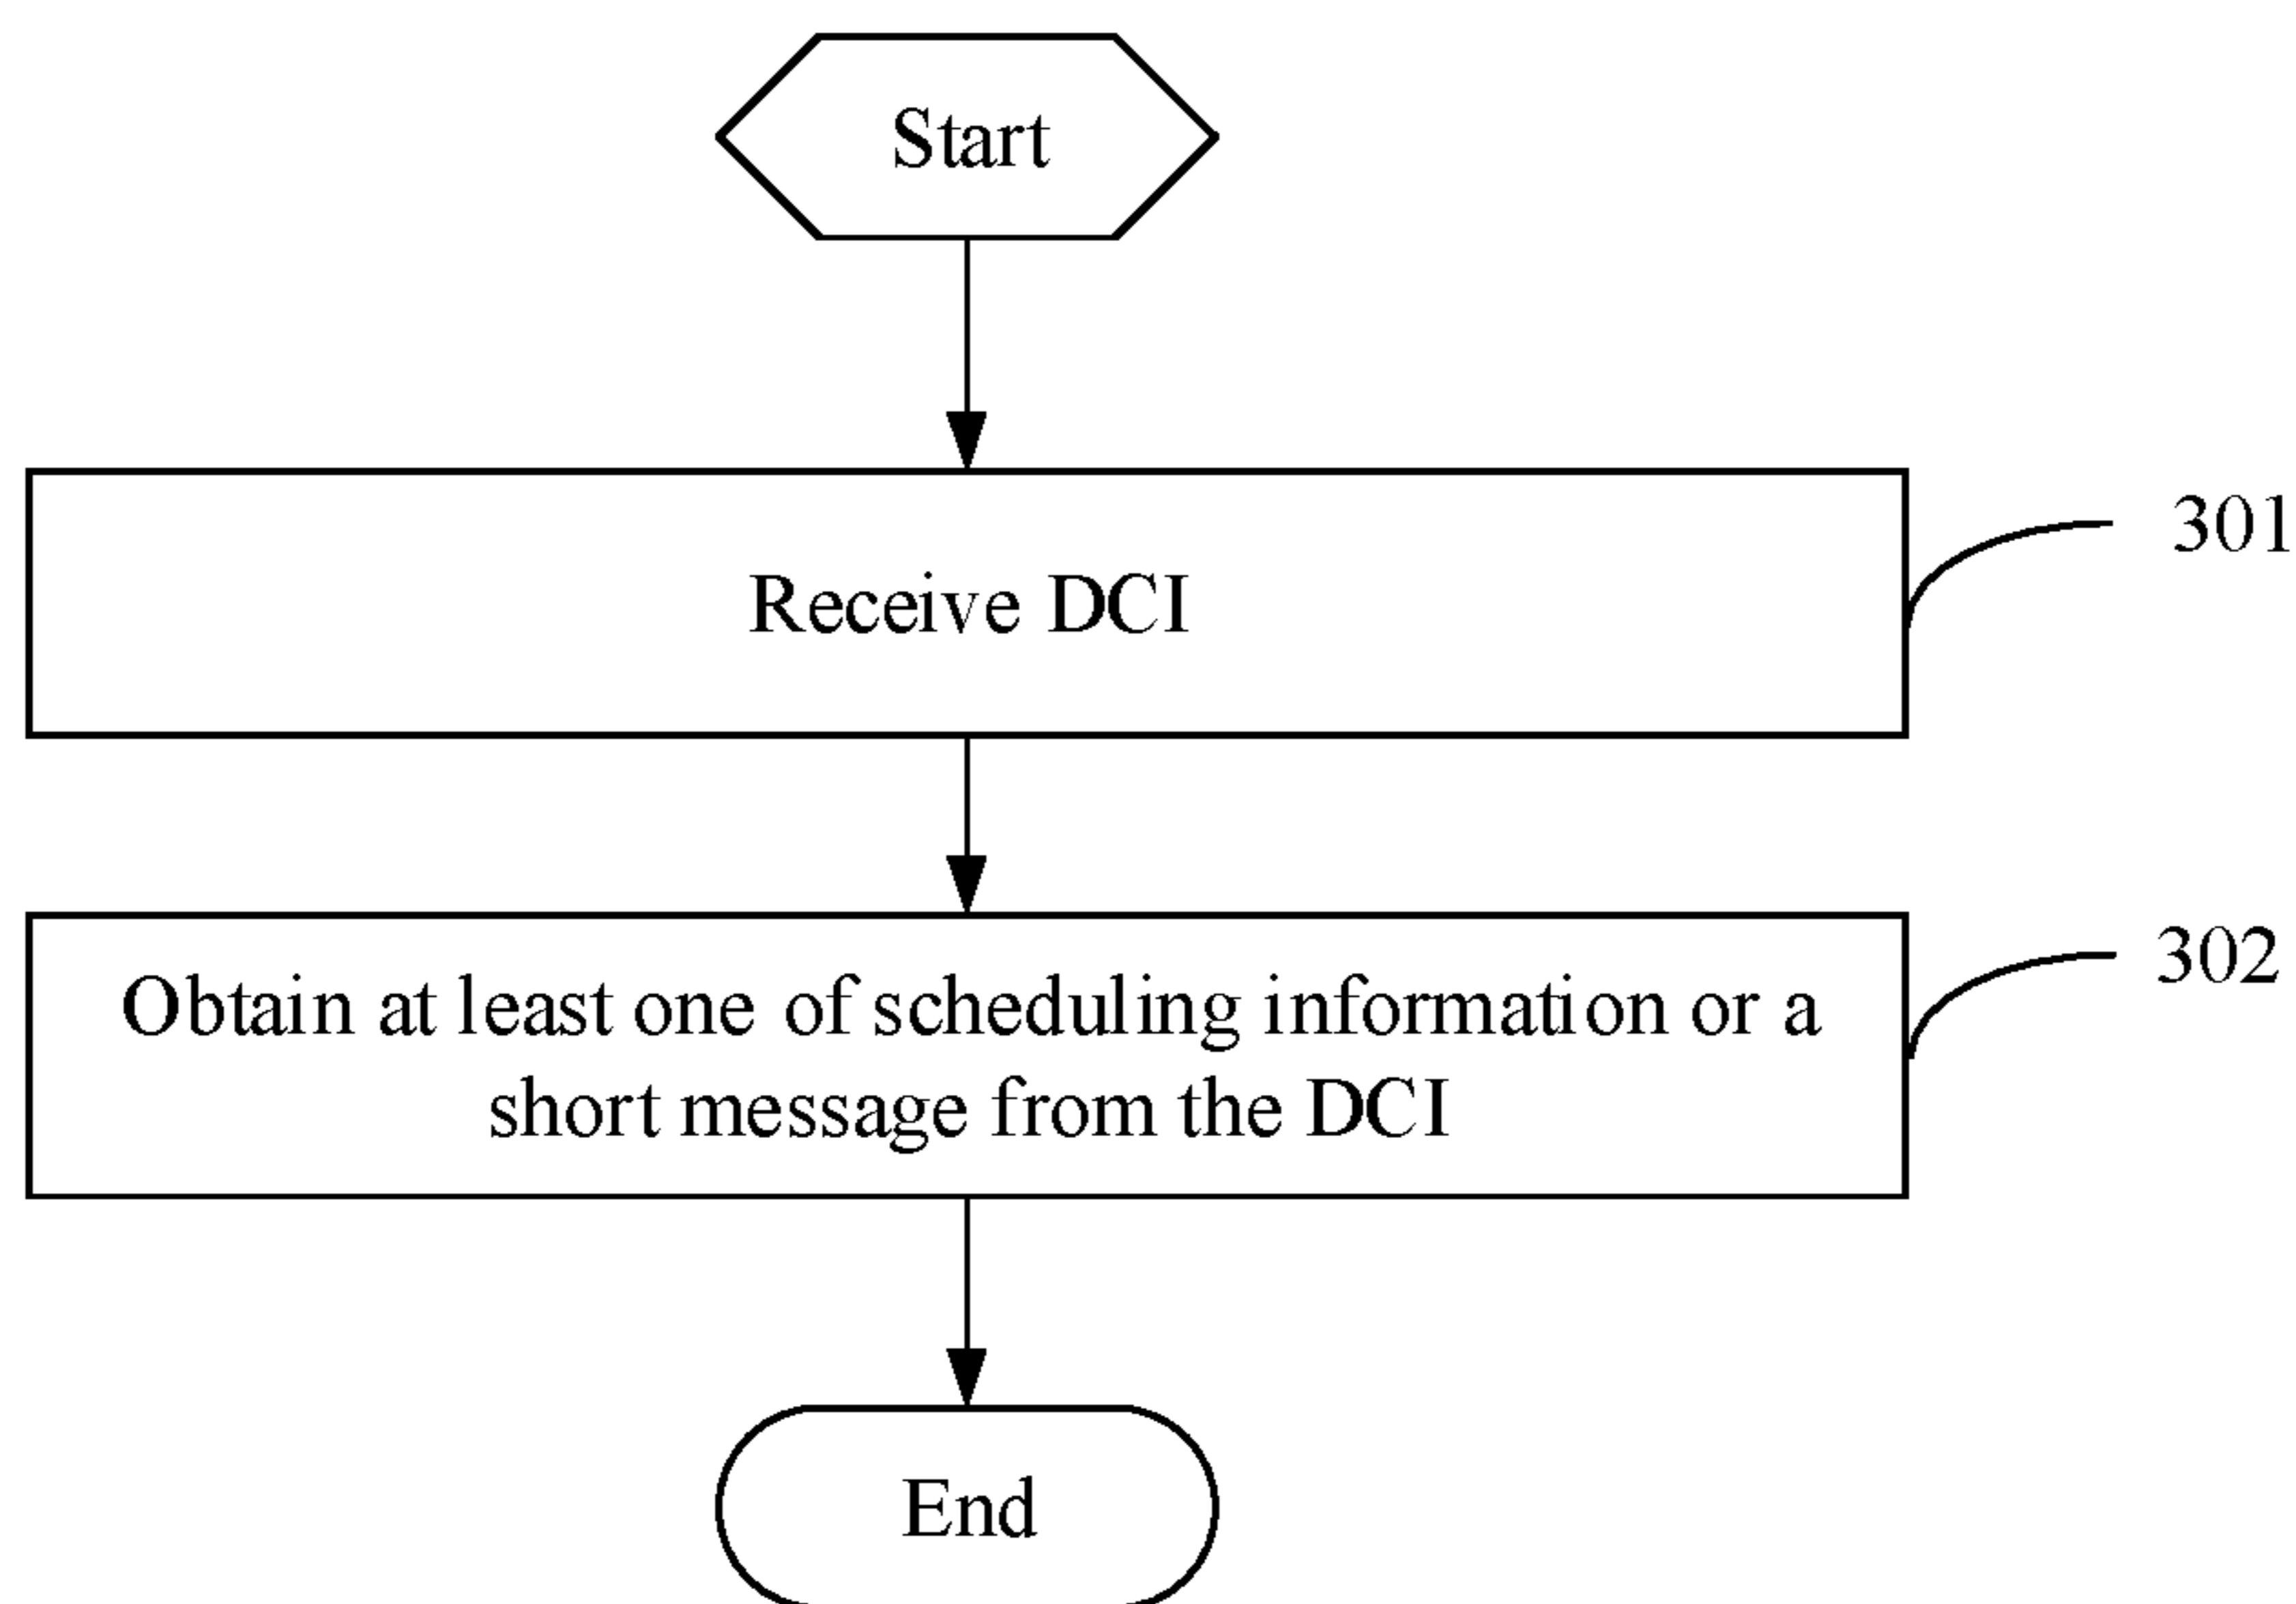 Start
Receive DCI
301
Obtain at least one of scheduling information or a
short message from the DCI
302
End